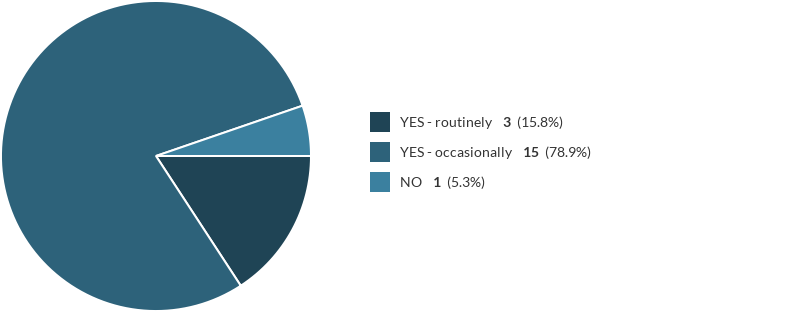 YES - routinely 3 (15.8%)
YES - occasionally 15 (78.9%)
NO 1 (5.3%)